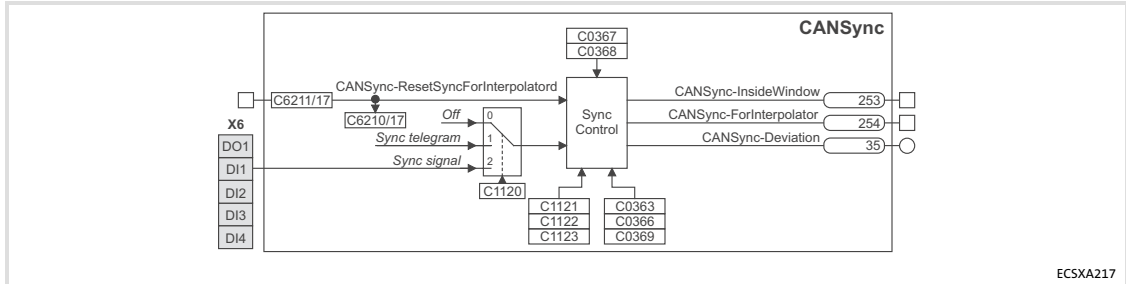 CANSync
C0367
C0368
CANSync-ResetSyncForInterpolatord
C6211/17
C6210/17
X6
DO1
DI1
DI2
DI3
DI4
Off
0
Sync telegram
1
Sync signal
2
C1120
Sync
Control
CANSync-InsideWindow
253
CANSync-ForInterpolator
254
CANSync-Deviation
35
C1121
C1122
C1123
C0363
C0366
C0369
ECSXA217